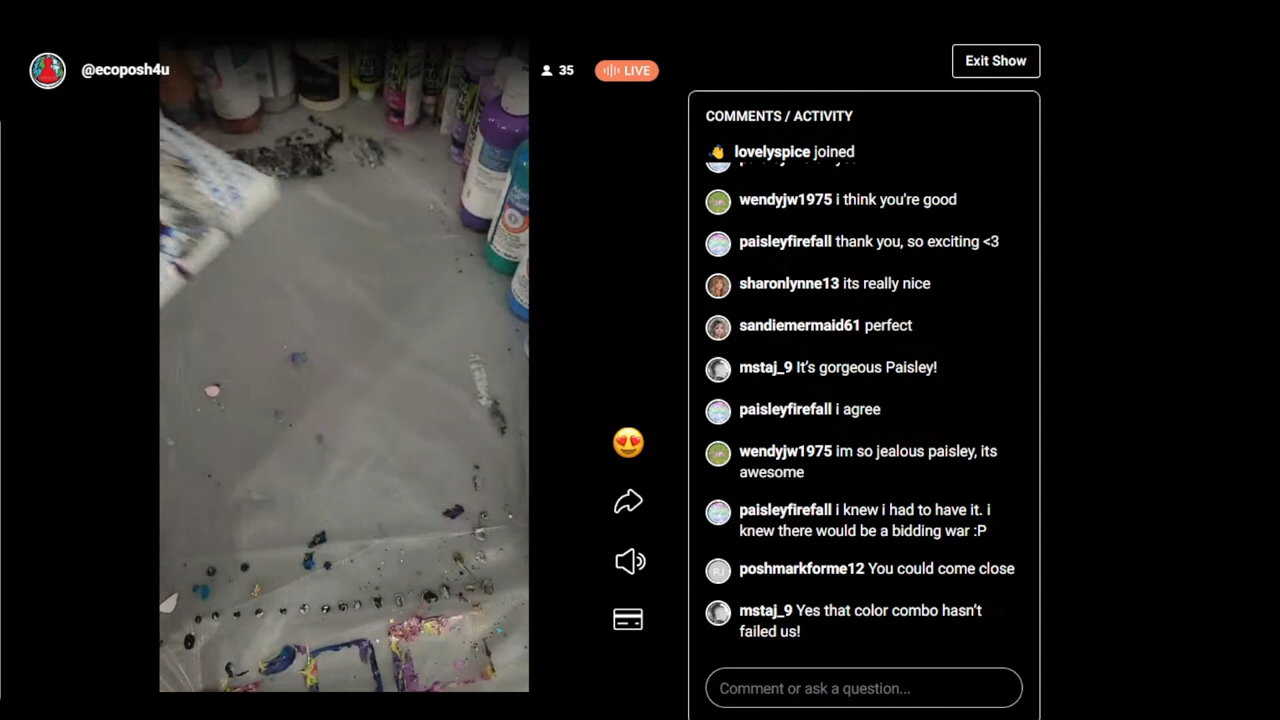 @ecoposh4u
35
LIVE
Exit Show
COMMENTS / ACTIVITY
lovelyspice joined
wendyjw1975 i think you're good
paisleyfirefall thank you, so exciting <3
sharonlynne13 its really nice
sandiemermaid61 perfect
mstaj_9 It's gorgeous Paisley!
paisleyfirefall i agree
wendyjw1975 im so jealous paisley, its
awesome
paisleyfirefall i knew i had to have it. i
knew there would be a bidding war :P
poshmarkforme12 You could come close
mstaj_9 Yes that color combo hasn't
failed us!
Comment or ask a question...